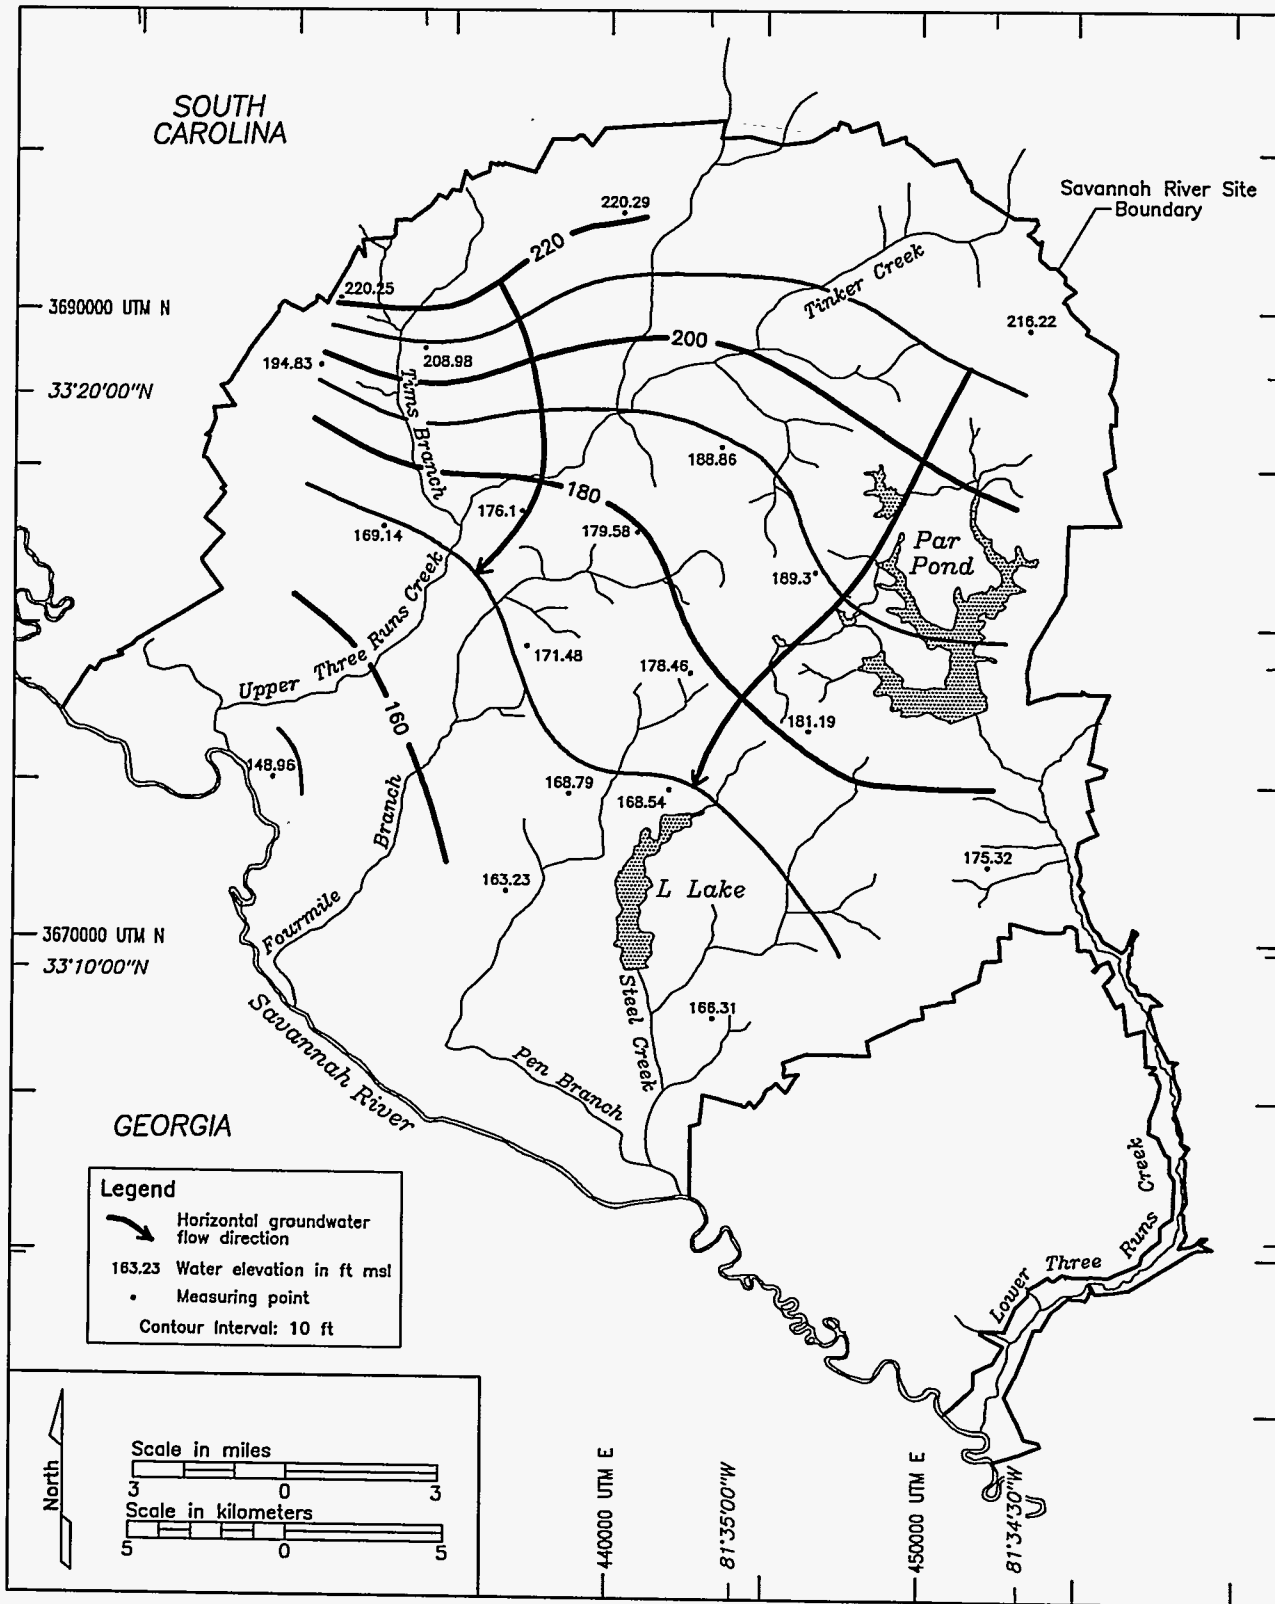 SOUTH
CAROLINA
Savannah River Site
Boundary
220.29
220
Tinker Creek
220.25
3690000 UTM N
216.22
200
208.98
194.83
33°20'00"N
Tims Branch
188.86
180
176.1
179.58
169.14
Par
Pond
189.3
171.48
178.46
Upper Three Runs Creek
160
181.19
148.96
168.79
168.54
Branch
175.32
163.23
L Lake
Fourmile
3670000 UTM N
33°10'00"N
Steel Creek
166.31
Savannah River
Pen Branch
GEORGIA
Creek
Runs
Three
Lower
Legend
Horizontal groundwater
flow direction
163.23 Water elevation in ft msl
Measuring point
Contour Interval: 10 ft
North
Scale in miles
3 0 3
Scale in kilometers
5 0 5
440000 UTM E
81°35'00"W
450000 UTM E
81°34'30"W